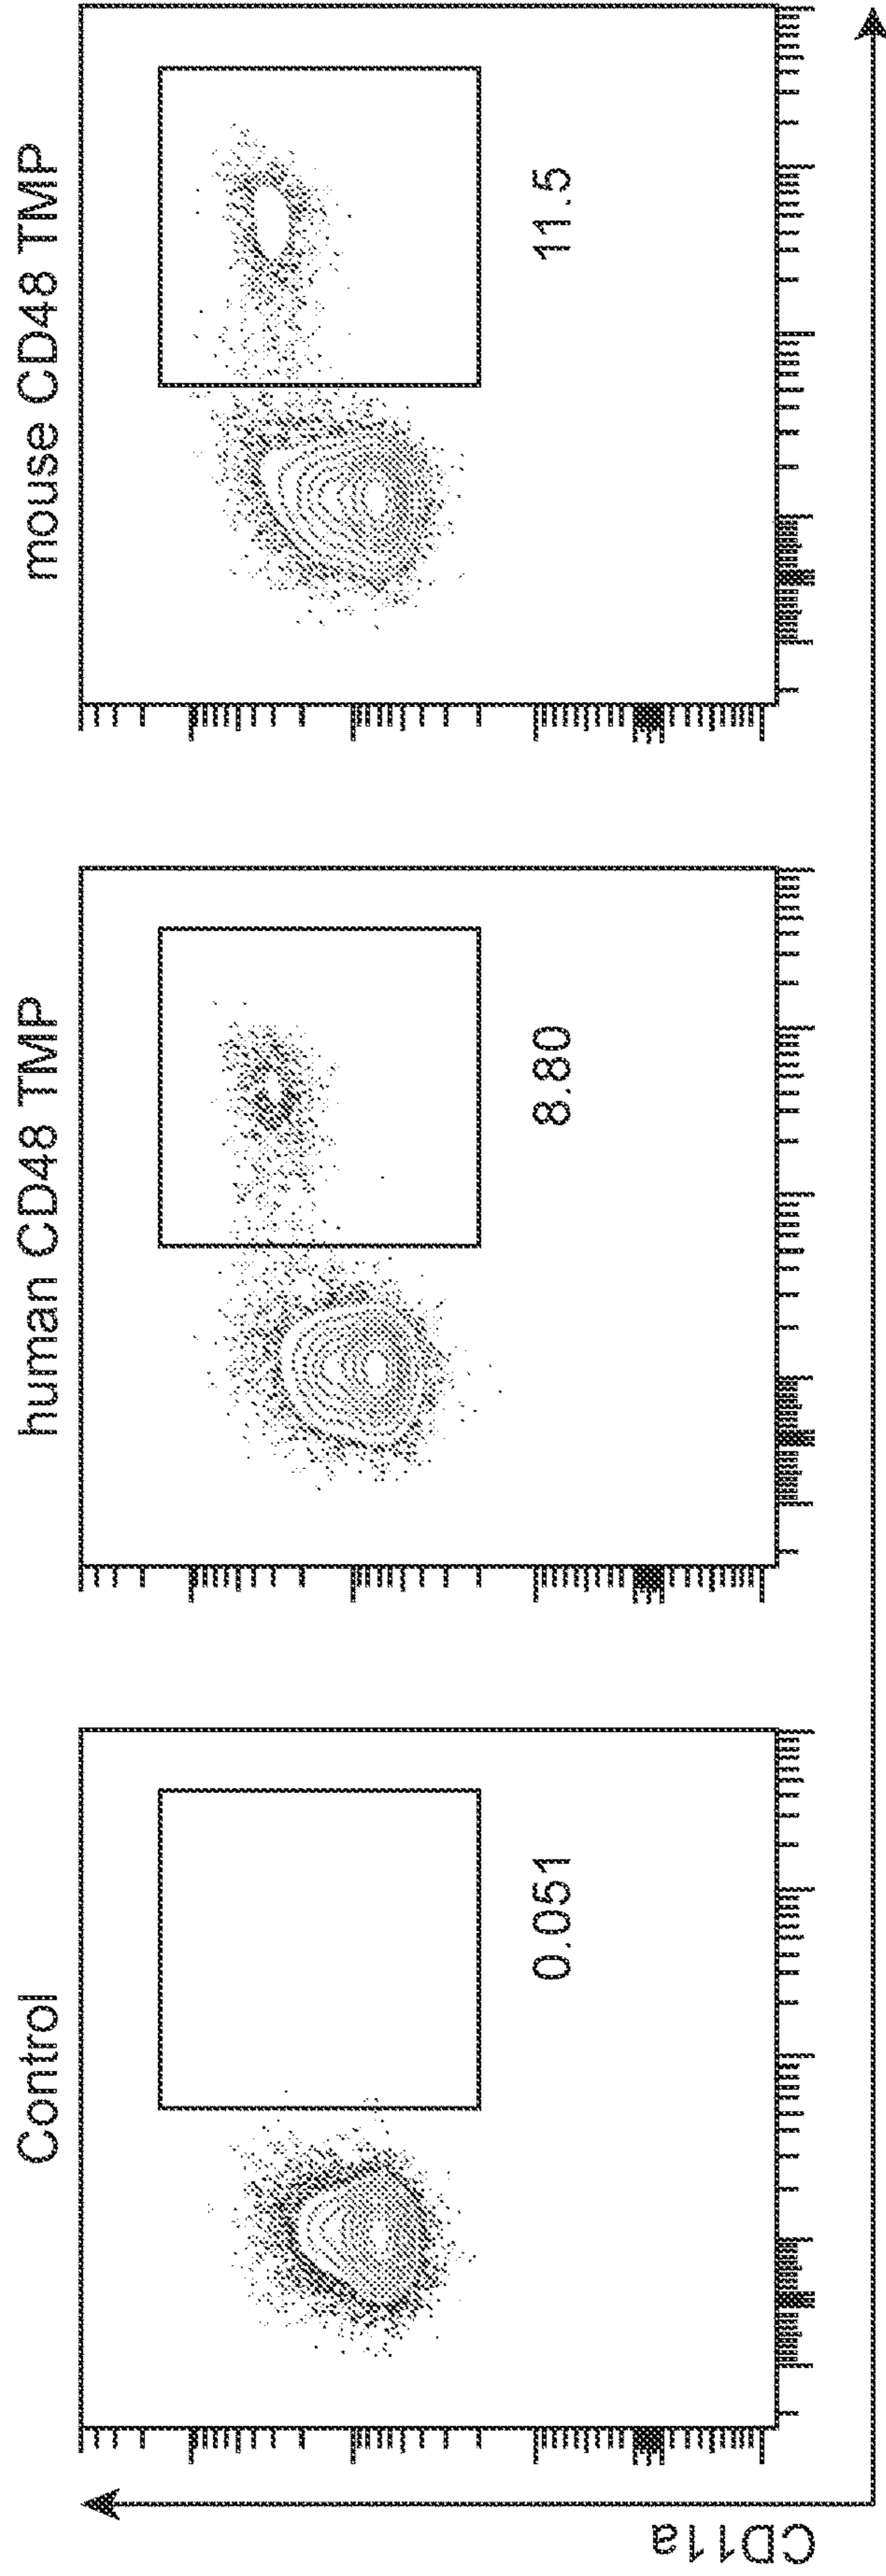 Control
human CD48 TMP
mouse CD48 TMP
0.051
8.80
11.5
CD11a